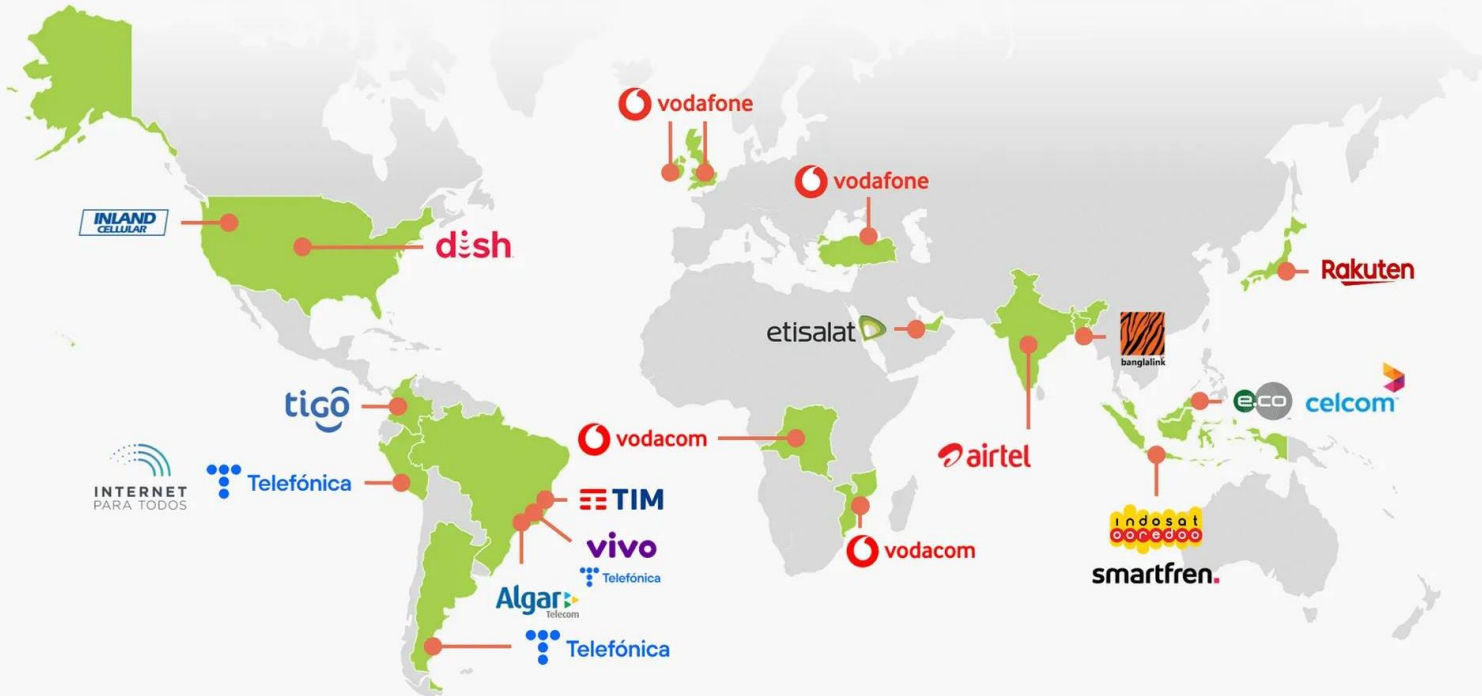 vodafone
vodafone
INLAND
CELLULAR
dish
Rakuten
etisalat
banglalink
tigo
e.co
celcom
vodacom
airtel
INTERNET
PARA TODOS
Telefónica
TIM
vivo
Telefónica
vodacom
indosat
ooredoo
smartfren.
Algar
Telecom
Telefónica